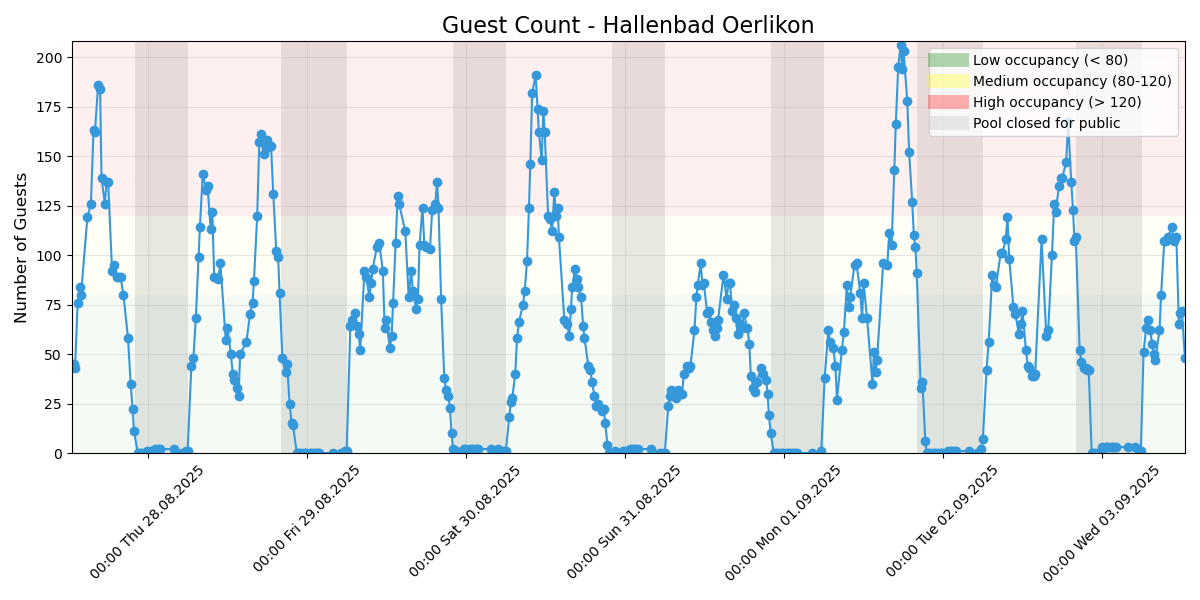 Guest Count - Hallenbad Oerlikon
Number of Guests
200
175
150
125
100
75
50
25
0
Low occupancy (< 80)
Medium occupancy (80-120)
High occupancy (> 120)
Pool closed for public
00:00 Thu 28.08.2025
00:00 Fri 29.08.2025
00:00 Sat 30.08.2025
00:00 Sun 31.08.2025
00:00 Mon 01.09.2025
00:00 Tue 02.09.2025
00:00 Wed 03.09.2025